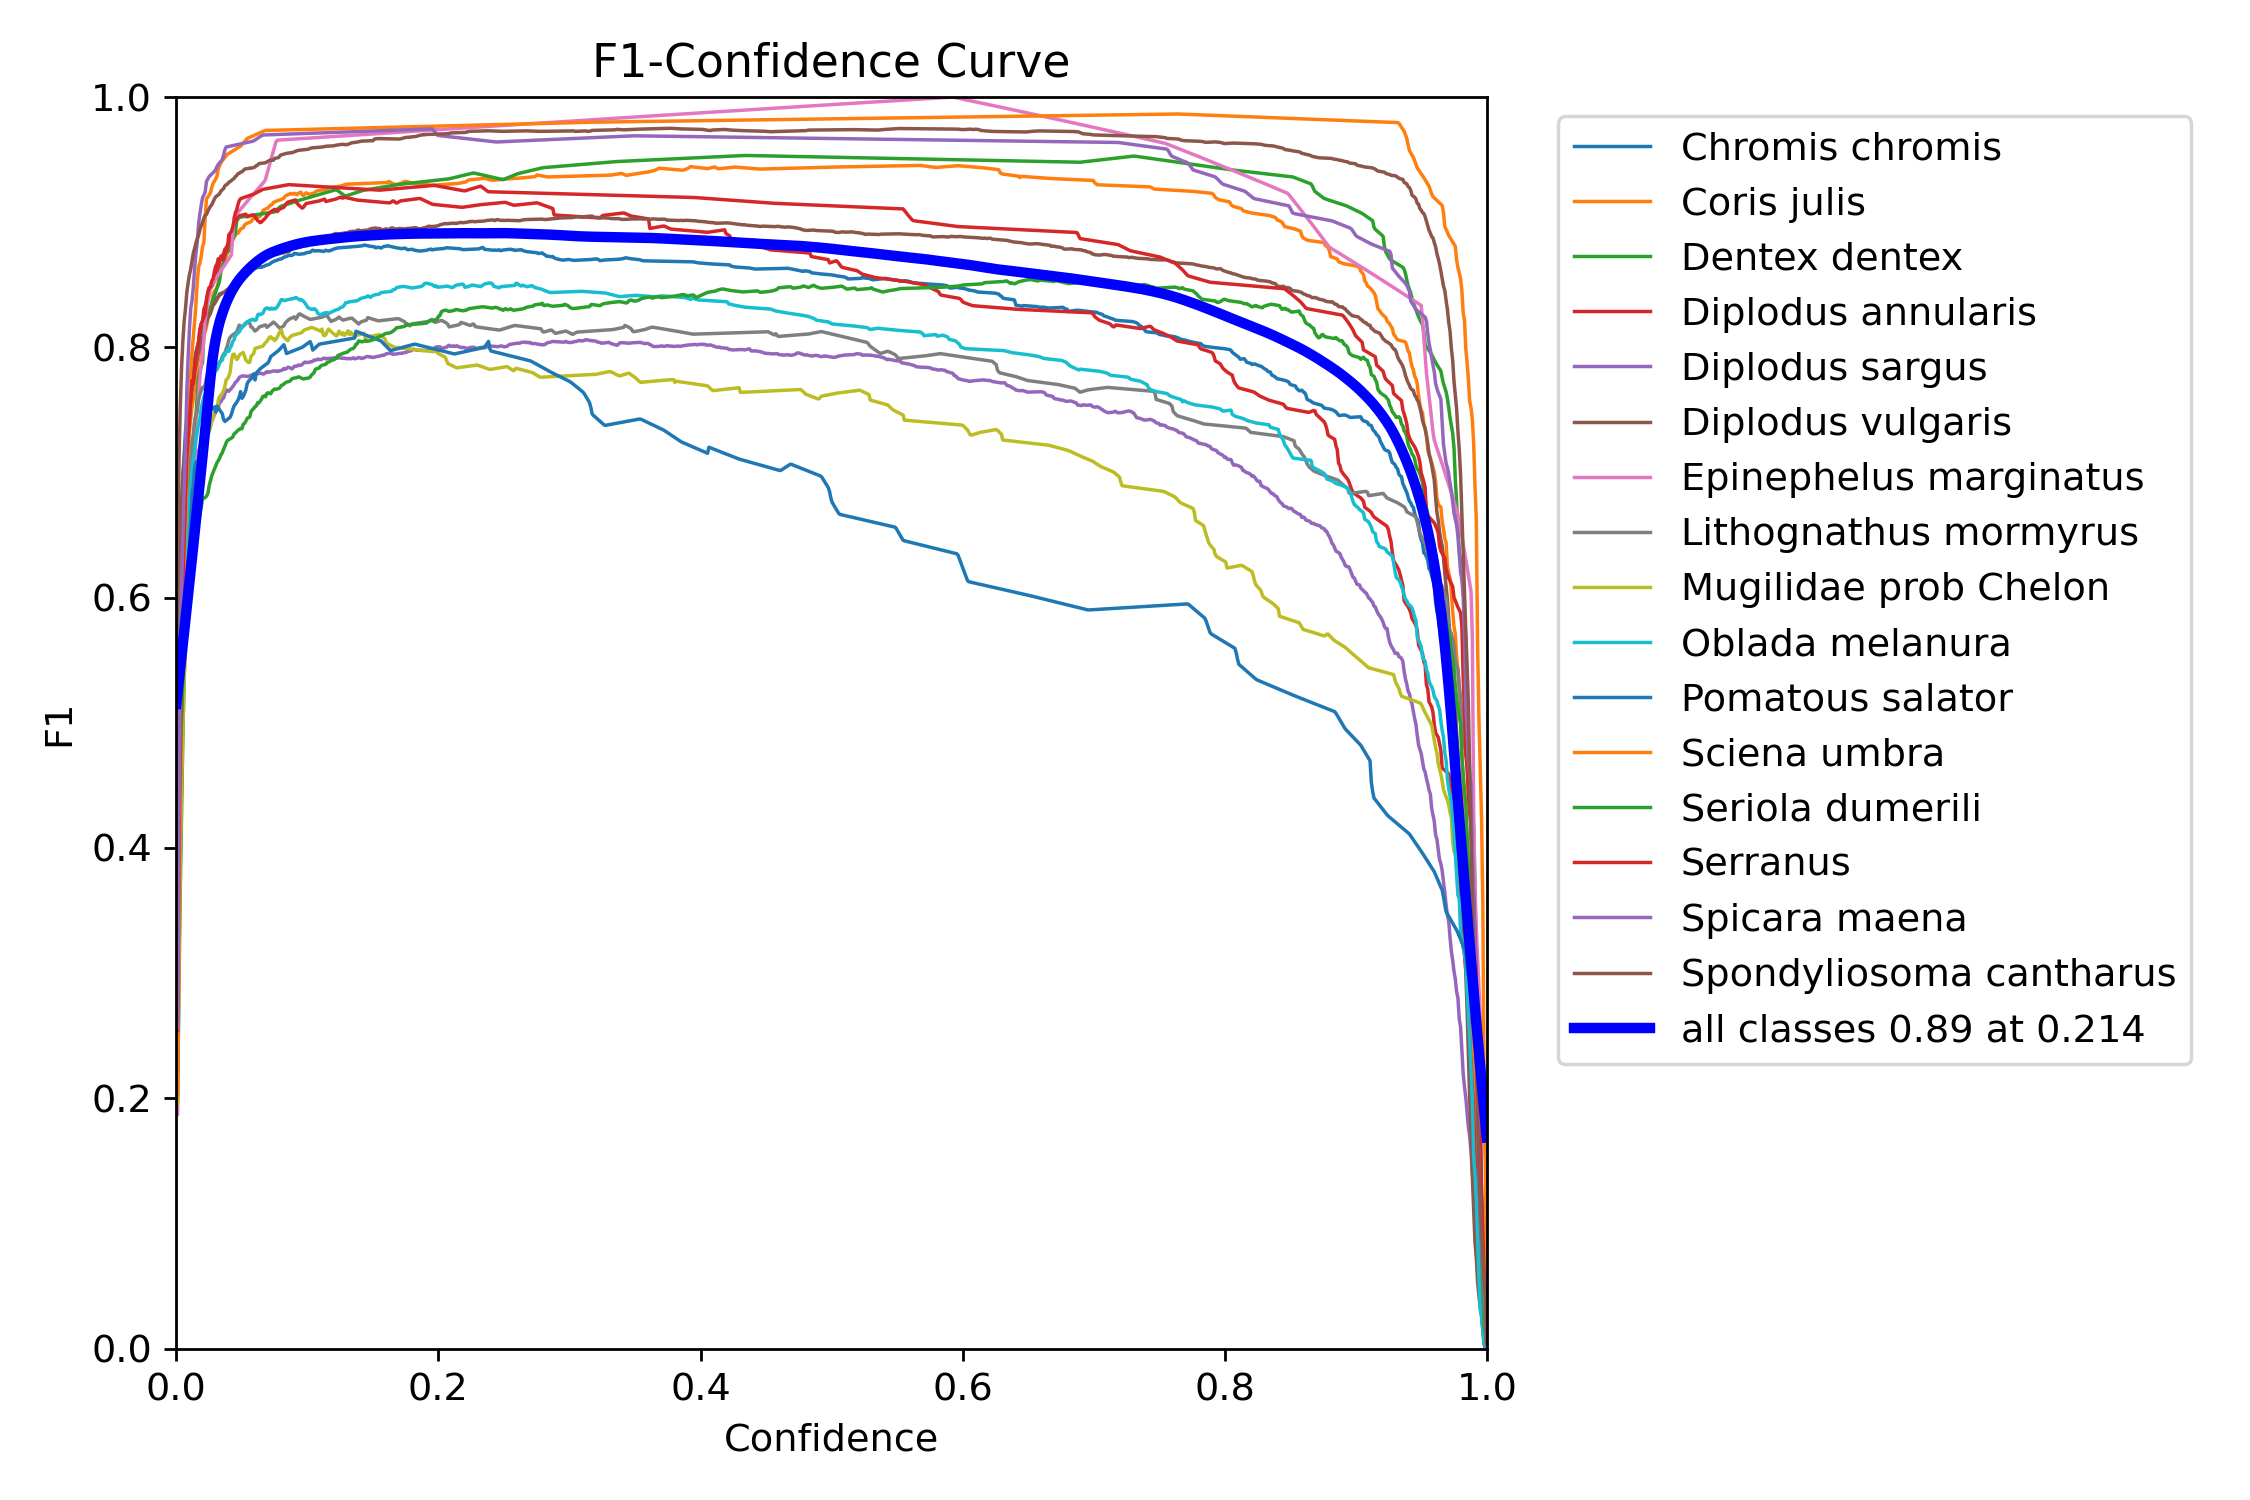 F1-Confidence Curve
1.0
0.8
0.6
0.4
0.2
0.0
F1
0.0 0.2 0.4 0.6 0.8 1.0
Confidence
Chromis chromis
Coris julis
Dentex dentex
Diplodus annularis
Diplodus sargus
Diplodus vulgaris
Epinephelus marginatus
Lithognathus mormyrus
Mugilidae prob Chelon
Oblada melanura
Pomatous salator
Sciena umbra
Seriola dumerili
Serranus
Spicara maena
Spondyliosoma cantharus
all classes 0.89 at 0.214